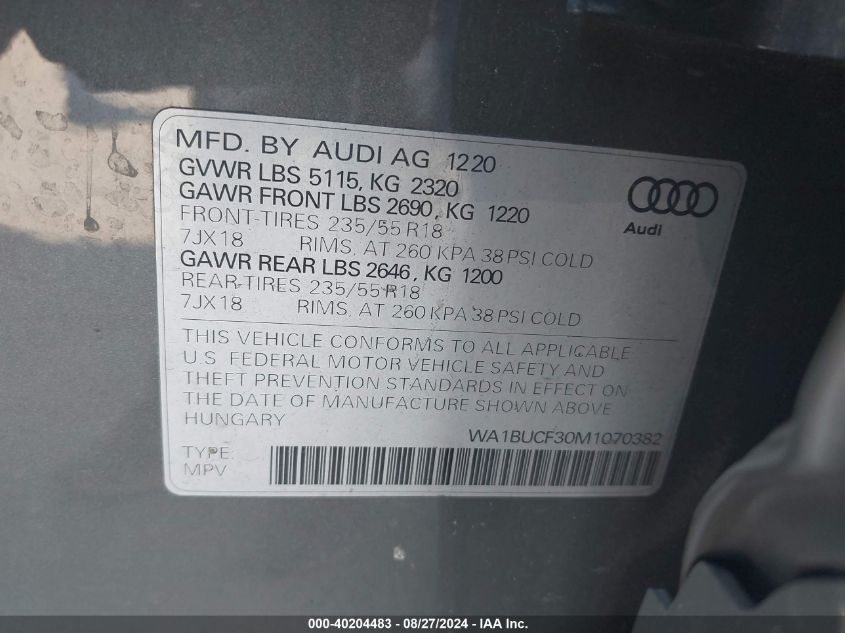 MFD. BY AUDI AG 1220
GVWR LBS 5115, KG 2320
GAWR FRONT LBS 2690, KG 1220
FRONT-TIRES 235/55 R18
7JX18 RIMS, AT 260 KPA 38 PSI COLD
GAWR REAR LBS 2646, KG 1200
REAR-TIRES 235/55 R18
7JX18 RIMS, AT 260 KPA 38 PSI COLD
Audi
THIS VEHICLE CONFORMS TO ALL APPLICABLE
U.S. FEDERAL MOTOR VEHICLE SAFETY AND
THEFT PREVENTION STANDARDS IN EFFECT ON
THE DATE OF MANUFACTURE SHOWN ABOVE
HUNGARY
WA1BUCF30M1070382
TYPE:
MPV
000-40204483 - 08/27/2024 - WA1 - IAA Inc.